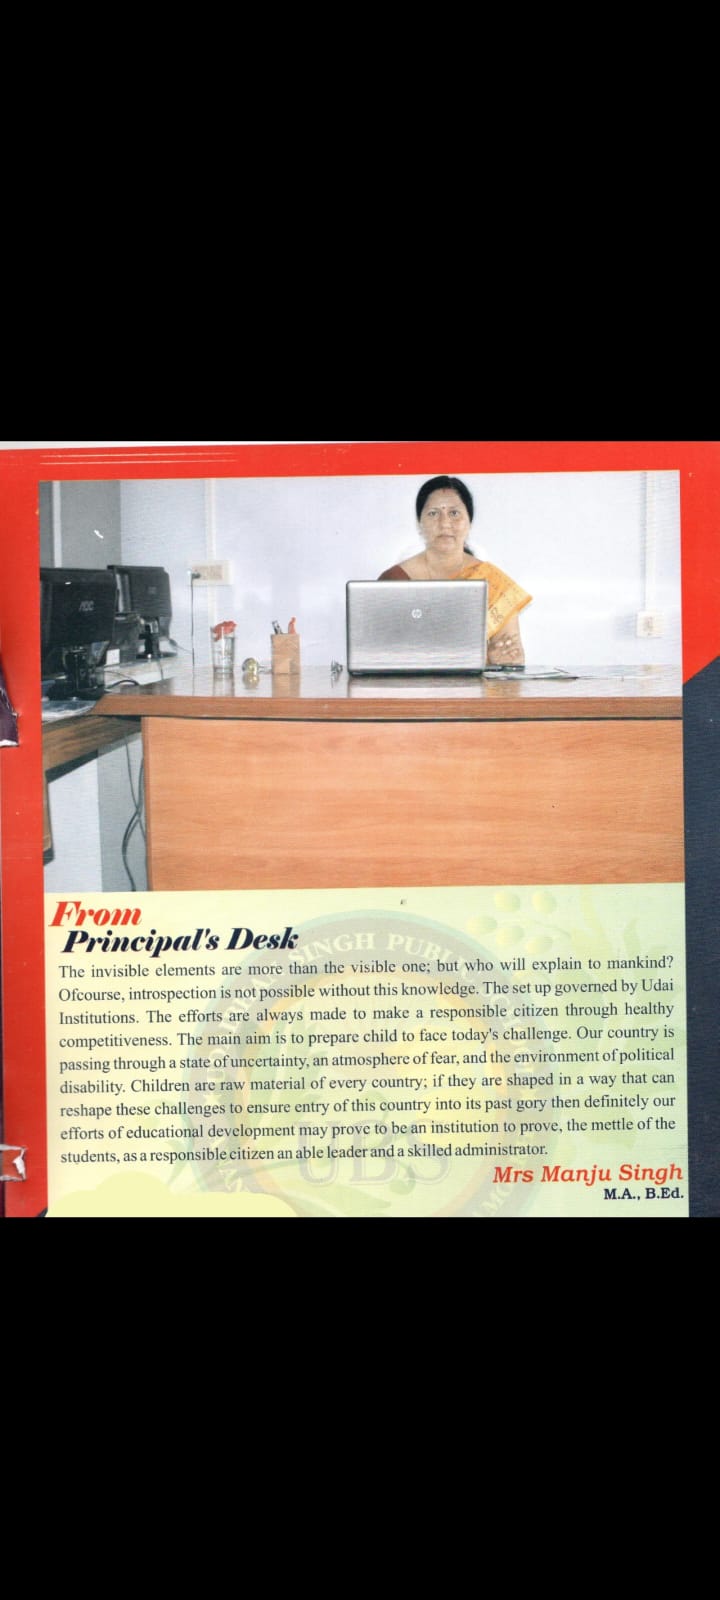 AOC
hp
From
Principal's Desk
The invisible elements are more than the visible one; but who will explain to mankind?
Ofcourse, introspection is not possible without this knowledge. The set up governed by Udai
Institutions. The efforts are always made to make a responsible citizen through healthy
competitiveness. The main aim is to prepare child to face today's challenge. Our country is
passing through a state of uncertainty, an atmosphere of fear, and the environment of political
disability. Children are raw material of every country; if they are shaped in a way that can
reshape these challenges to ensure entry of this country into its past gory then definitely our
efforts of educational development may prove to be an institution to prove, the mettle of the
students, as a responsible citizen an able leader and a skilled administrator.
Mrs Manju Singh
M.A., B.Ed.
SINGH
UBS